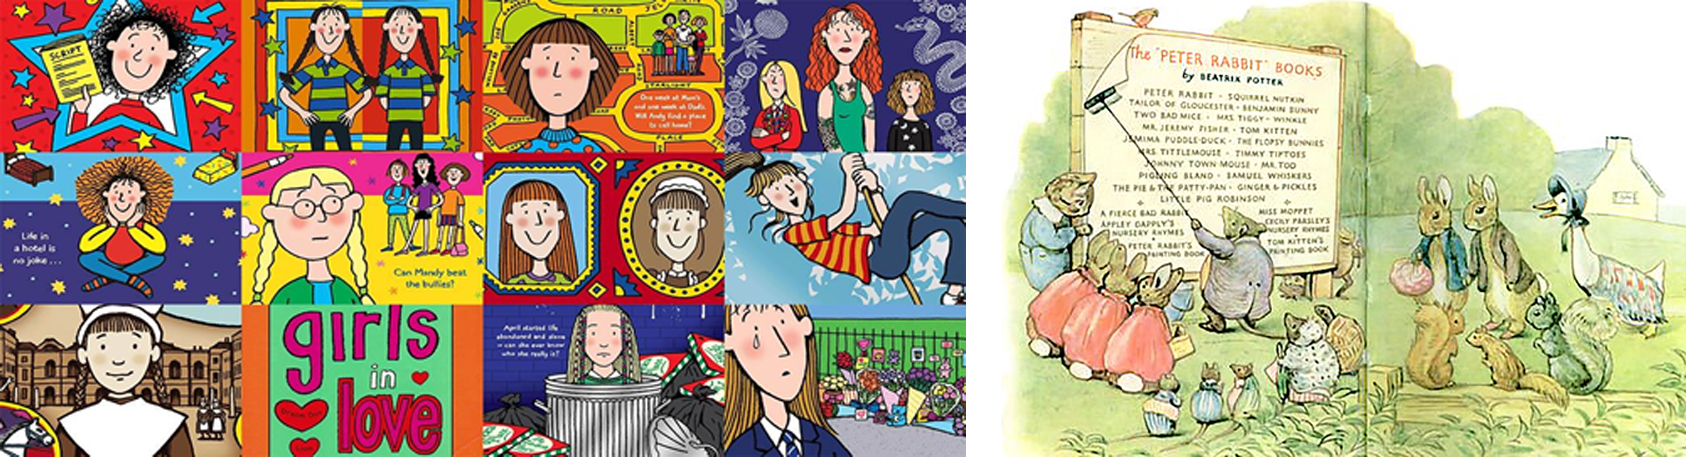 SCRIPT
ROAD
One week at Mum's
and one week at Dad's.
Will Andy find a place
to call home?
STARLIGHT
PLACE
Life in
a hotel is
no joke...
Can Mandy beat
the bullies?
girls
in
love
April started life
abandoned and alone
- can she ever know
who she really is?
The "PETER RABBIT" BOOKS
by BEATRIX POTTER
PETER RABBIT · SQUIRREL NUTKIN
TAILOR OF GLOUCESTER · BENJAMIN BUNNY
TWO BAD MICE · MRS. TIGGY-WINKLE
MR. JEREMY FISHER · TOM KITTEN
JEMIMA PUDDLE-DUCK · THE FLOPSY BUNNIES
MRS. TITTLEMOUSE · TIMMY TIPTOES
JOHNNY TOWN-MOUSE · MR. TOD
PIGLING BLAND · SAMUEL WHISKERS
THE PIE & THE PATTY-PAN · GINGER & PICKLES
LITTLE PIG ROBINSON
A FIERCE BAD RABBIT
APPLEY DAPPLY'S
NURSERY RHYMES
PETER RABBIT'S
PAINTING BOOK
MISS MOPPET
CECILY PARSLEY'S
NURSERY RHYMES
TOM KITTEN'S
PAINTING BOOK